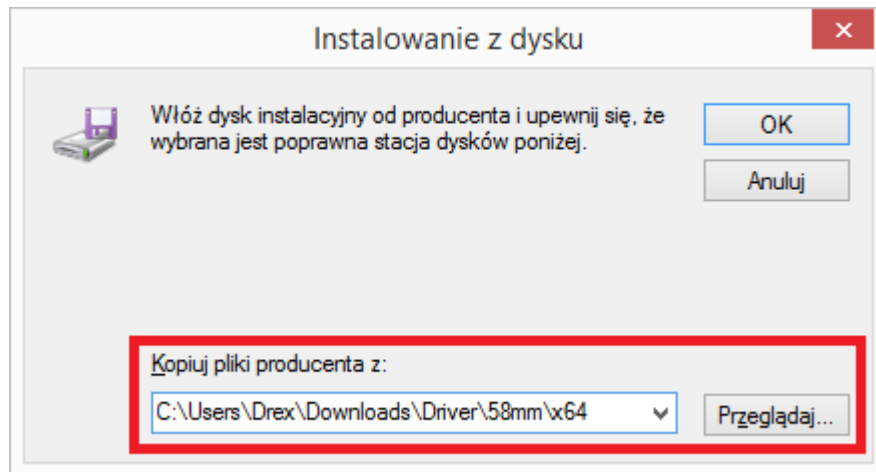 Instalowanie z dysku
Włóż dysk instalacyjny od producenta i upewnij się, że
wybrana jest poprawna stacja dysków poniżej.
OK
Anuluj
Kopiuj pliki producenta z:
C:\Users\Drex\Downloads\Driver\58mm\x64
Przeglądaj...